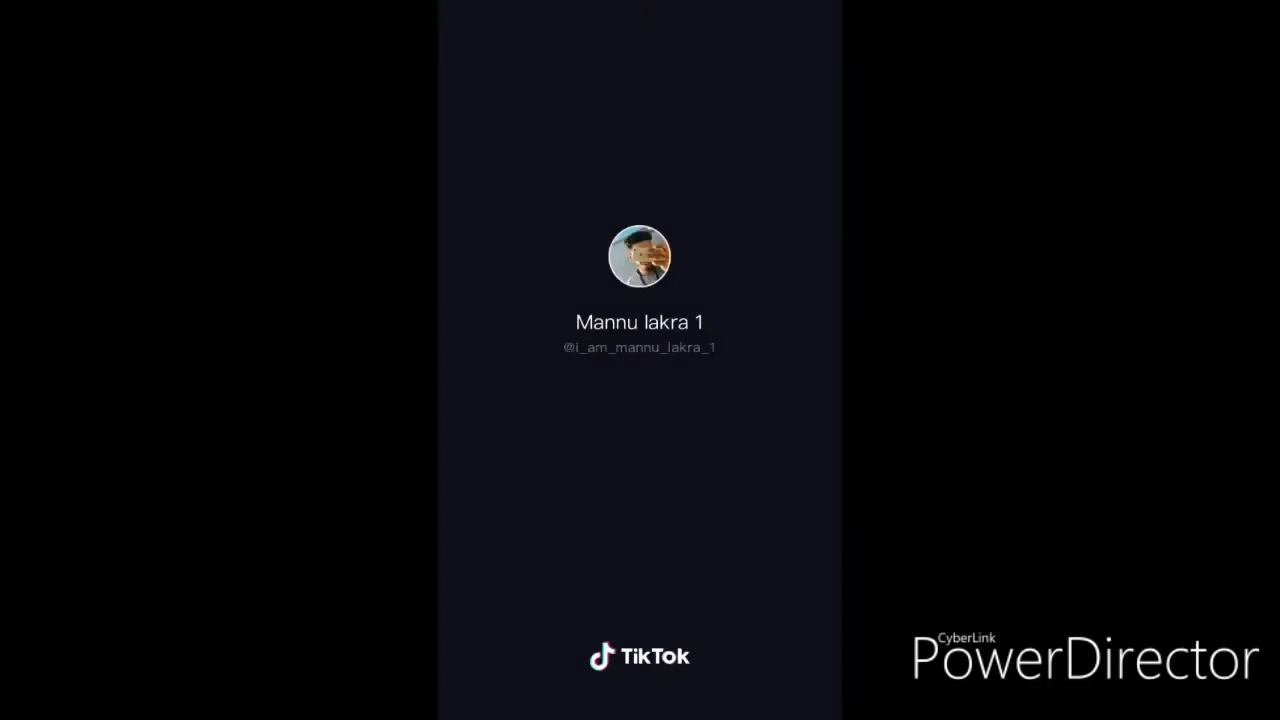 Mannu lakra 1
@i_am_mannu_lakra_1
TikTok
CyberLink
PowerDirector